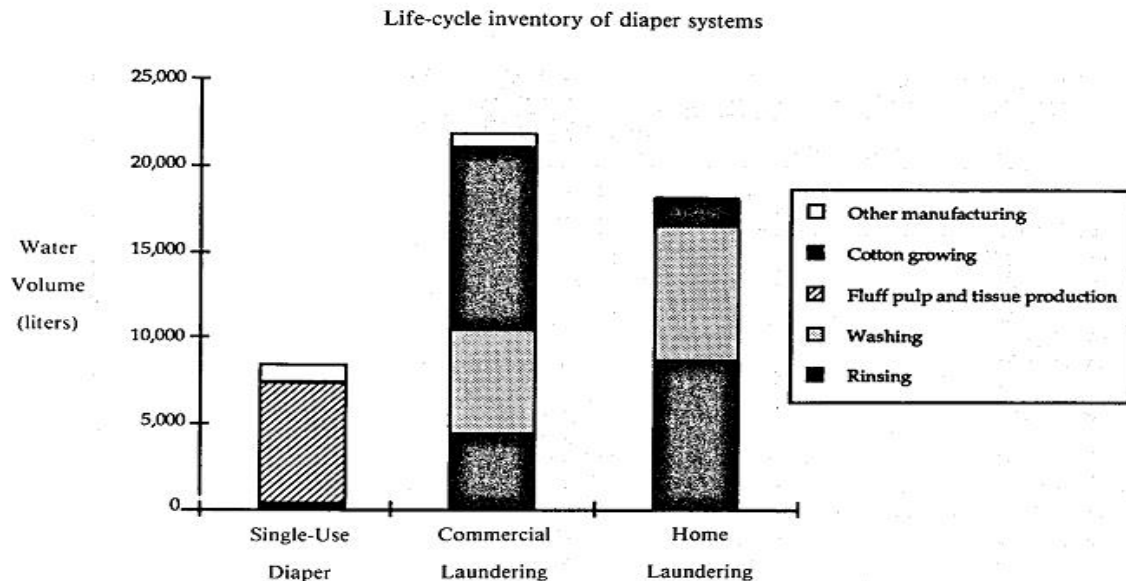 Life-cycle inventory of diaper systems
25,000
20,000
15,000
10,000
5,000
0
Water
Volume
(liters)
Single-Use
Diaper
Commercial
Laundering
Home
Laundering
Other manufacturing
Cotton growing
Fluff pulp and tissue production
Washing
Rinsing